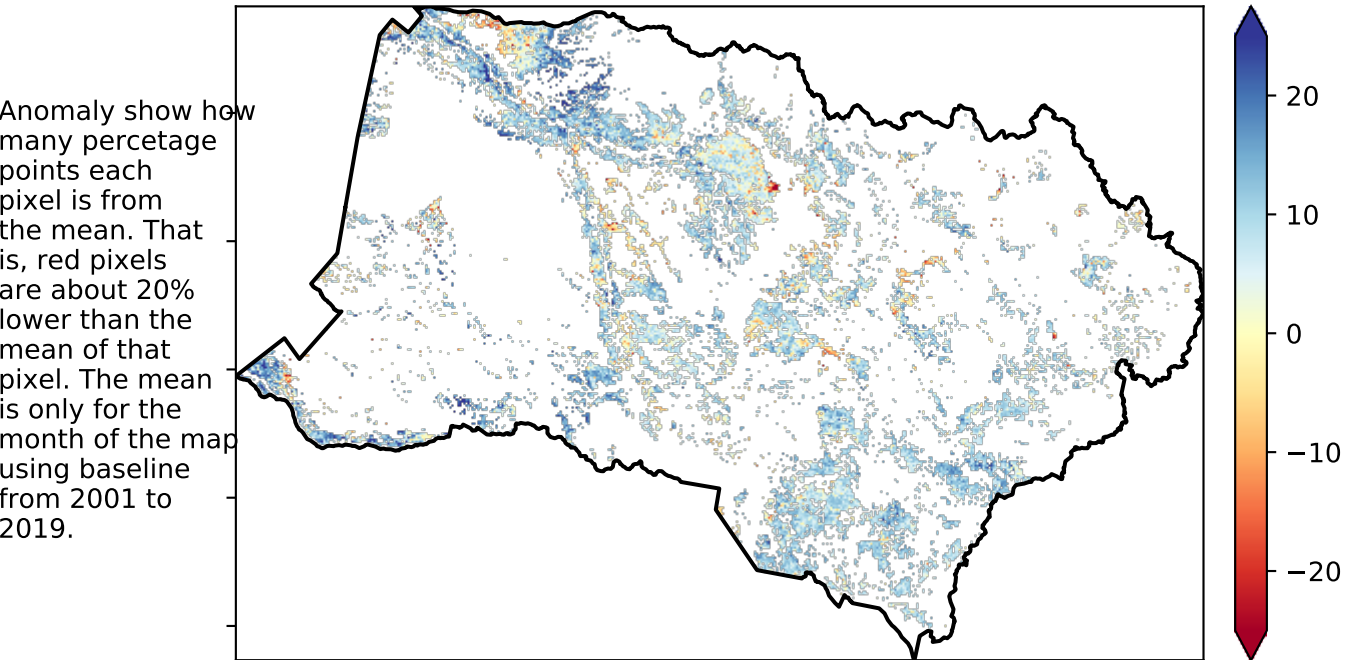 Anomaly show how
many percetage
points each
pixel is from
the mean. That
is, red pixels
are about 20%
lower than the
mean of that
pixel. The mean
is only for the
month of the map
using baseline
from 2001 to
2019.
20
10
0
−10
−20